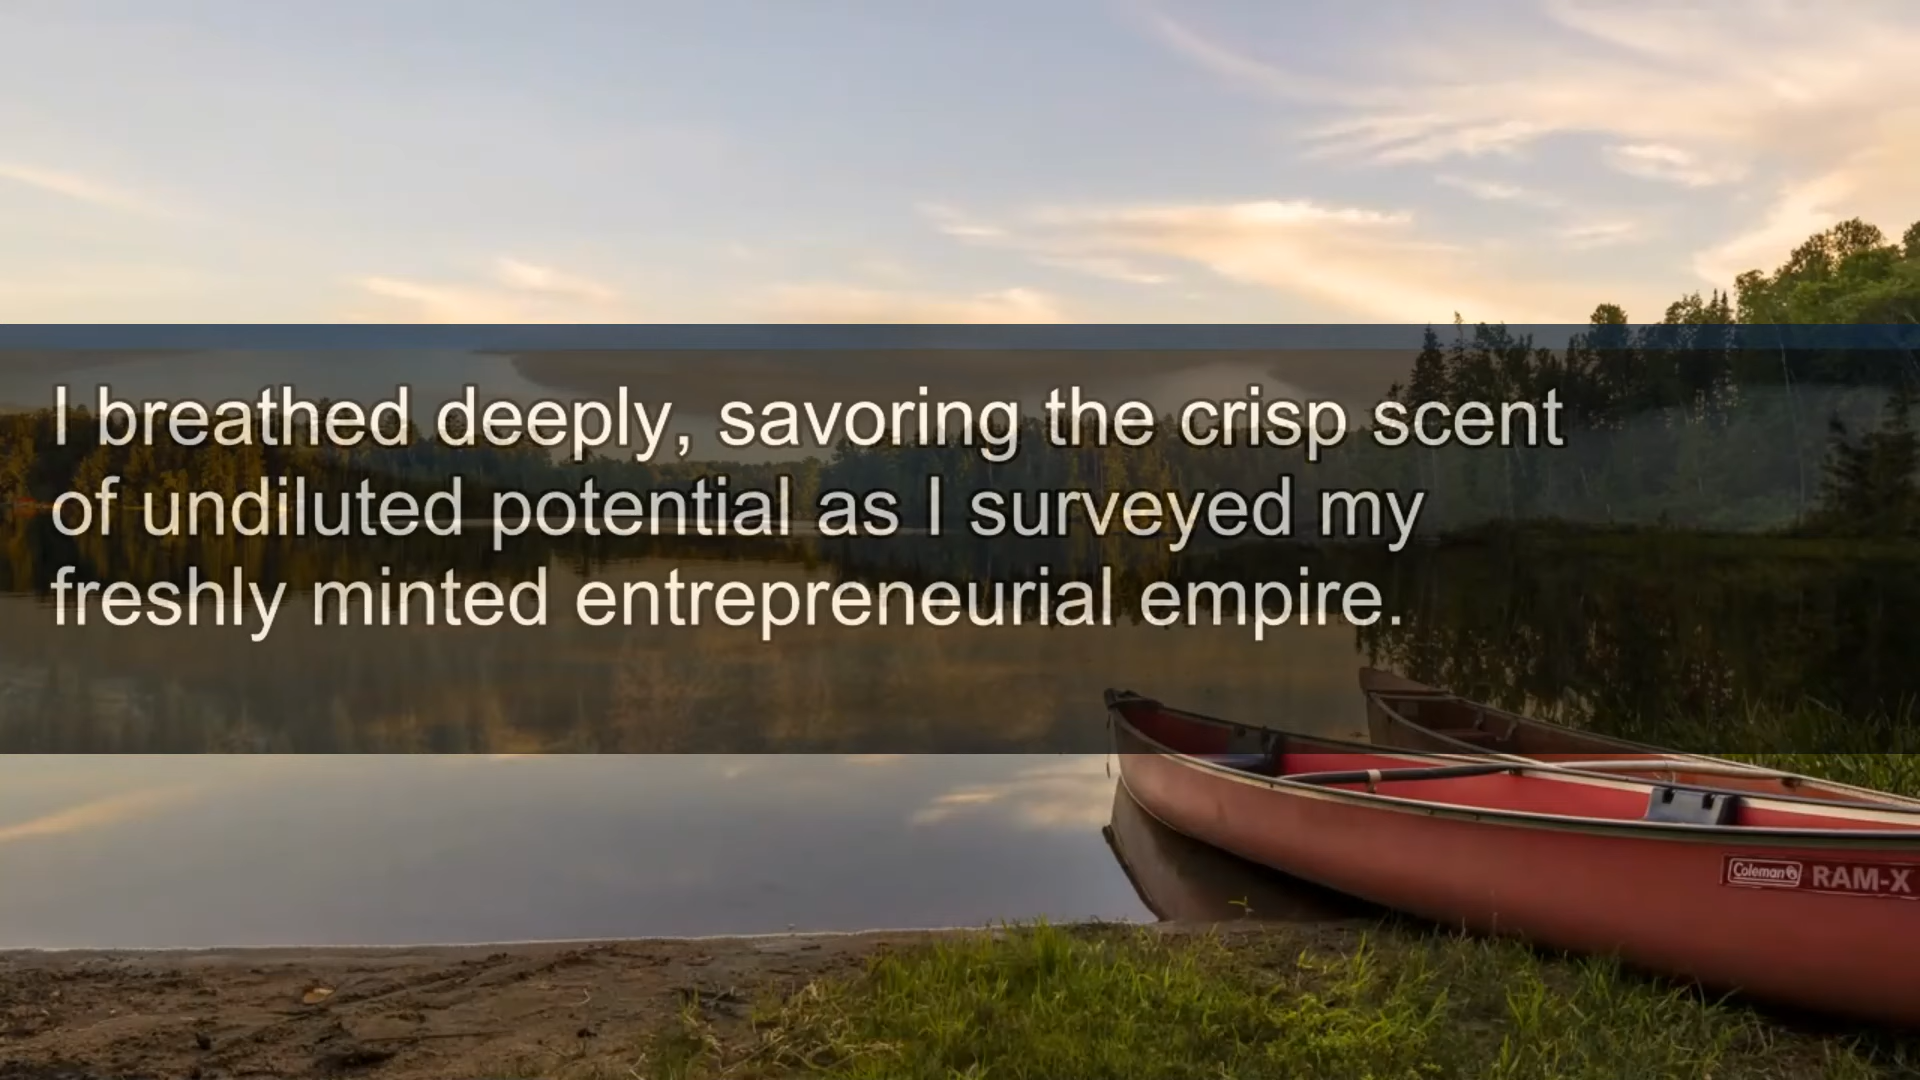 I breathed deeply, savoring the crisp scent
of undiluted potential as I surveyed my
freshly minted entrepreneurial empire.
Coleman RAM-X